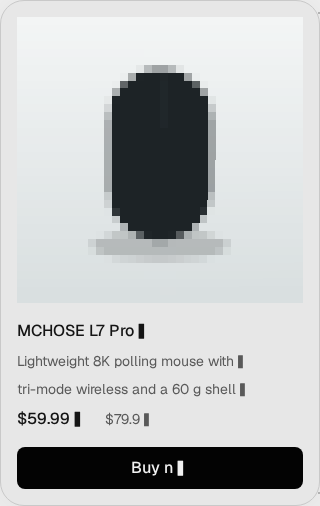 MCHOSE L7 Pro
Lightweight 8K polling mouse with
tri-mode wireless and a 60 g shell
$59.99 $79.9
Buy n